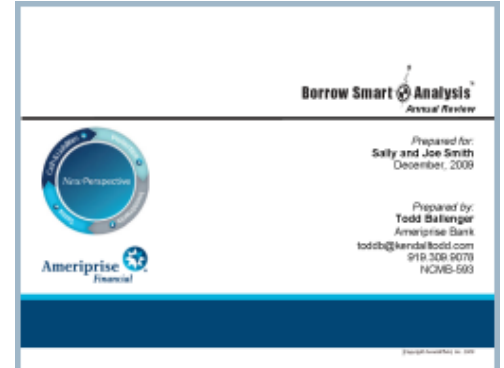 Borrow Smart Analysis
Annual Review
Prepared for:
Sally and Joe Smith
December, 2009
New Perspective
Prepared by:
Todd Ballenger
Ameriprise Bank
toddb@kendalltodd.com
919.309.9078
NCMB-593
Ameriprise
Financial